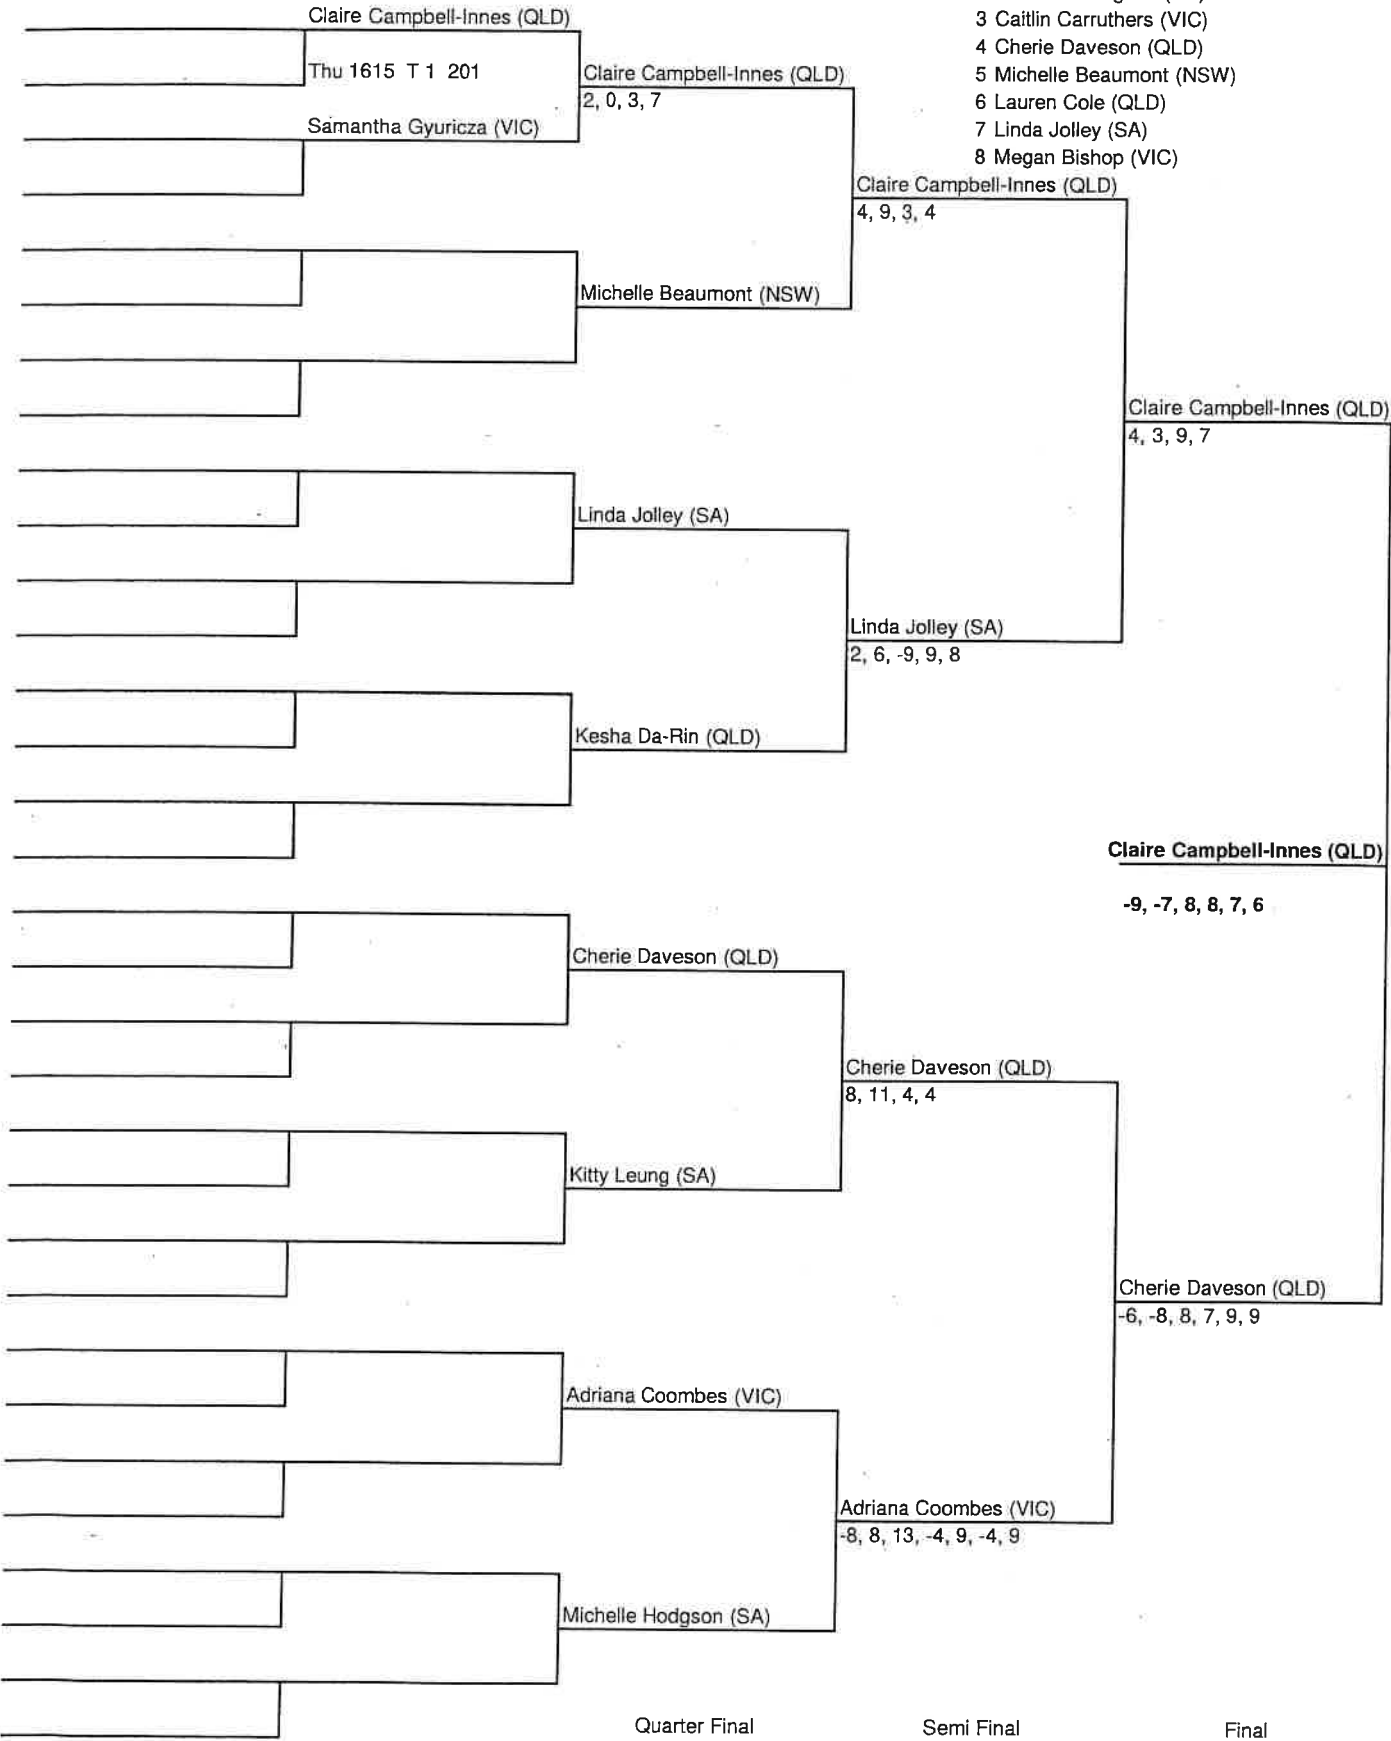 Claire Campbell-Innes (QLD)
3 Caitlin Carruthers (VIC)
4 Cherie Daveson (QLD)
Thu 1615 T 1 201
Claire Campbell-Innes (QLD)
5 Michelle Beaumont (NSW)
2, 0, 3, 7
6 Lauren Cole (QLD)
Samantha Gyuricza (VIC)
7 Linda Jolley (SA)
8 Megan Bishop (VIC)
Claire Campbell-Innes (QLD)
4, 9, 3, 4
Michelle Beaumont (NSW)
Claire Campbell-Innes (QLD)
4, 3, 9, 7
Linda Jolley (SA)
Linda Jolley (SA)
2, 6, -9, 9, 8
Kesha Da-Rin (QLD)
Claire Campbell-Innes (QLD)
-9, -7, 8, 8, 7, 6
Cherie Daveson (QLD)
Cherie Daveson (QLD)
8, 11, 4, 4
Kitty Leung (SA)
Cherie Daveson (QLD)
-6, -8, 8, 7, 9, 9
Adriana Coombes (VIC)
Adriana Coombes (VIC)
-8, 8, 13, -4, 9, -4, 9
Michelle Hodgson (SA)
Quarter Final
Semi Final
Final